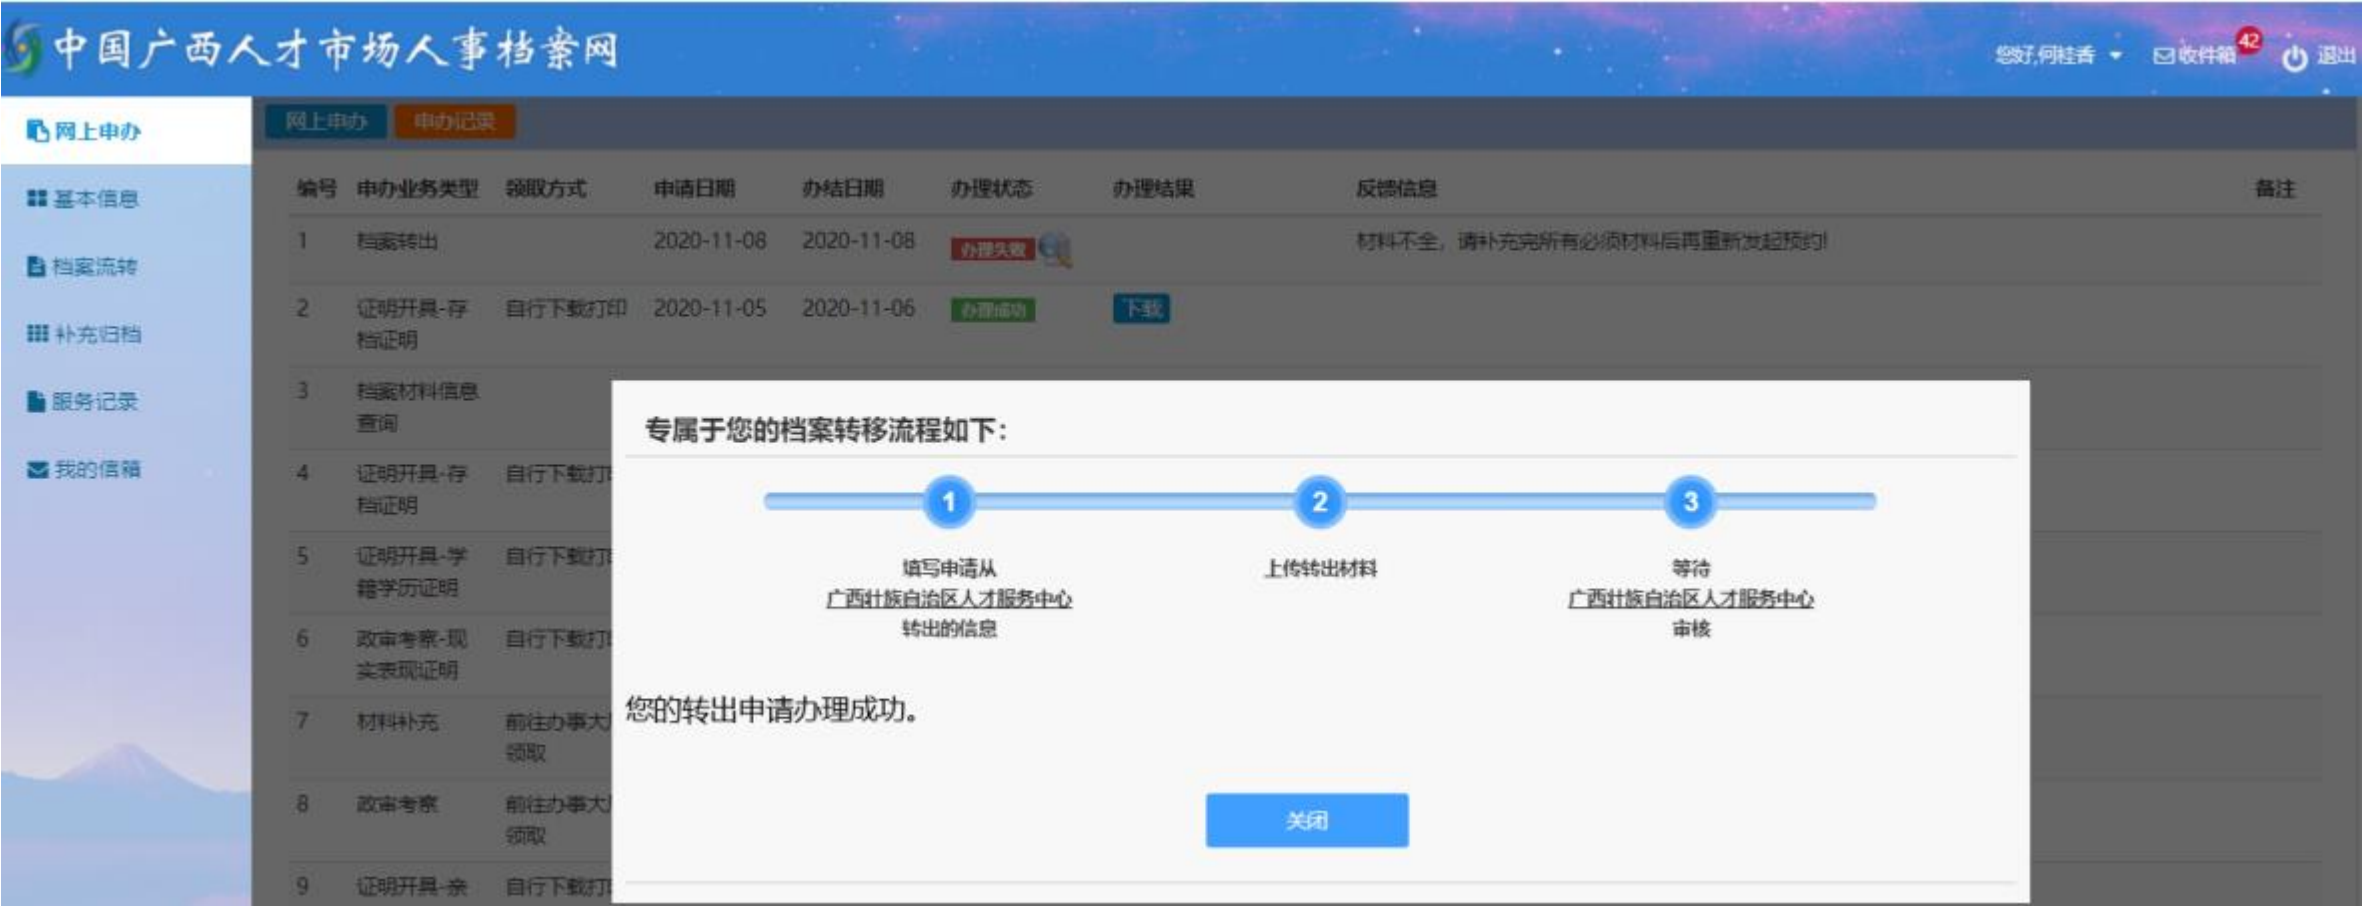 中国广西人才市场人事档案网
您好,何桂香
收件箱
42
退出
网上申办
基本信息
档案流转
补充归档
服务记录
我的信箱
网上申办 申办记录
编号 申办业务类型 领取方式 申请日期 办结日期 办理状态 办理结果 反馈信息 备注
1 档案转出 2020-11-08 2020-11-08 办理失败 材料不全，请补充完所有必须材料后再重新发起预约!
2 证明开具-存 自行下载打印 2020-11-05 2020-11-06 办理成功 下载
档证明
3 档案材料信息
查询
4 证明开具-存 自行下载打
档证明
5 证明开具-学 自行下载打
籍学历证明
6 政审考察-现 自行下载打
实表现证明
7 材料补充 前往办事大
领取
8 政审考察 前往办事大
领取
9 证明开具-亲 自行下载打
专属于您的档案转移流程如下：
1 2 3
填写申请从
广西壮族自治区人才服务中心
转出的信息
上传转出材料
等待
广西壮族自治区人才服务中心
审核
您的转出申请办理成功。
关闭